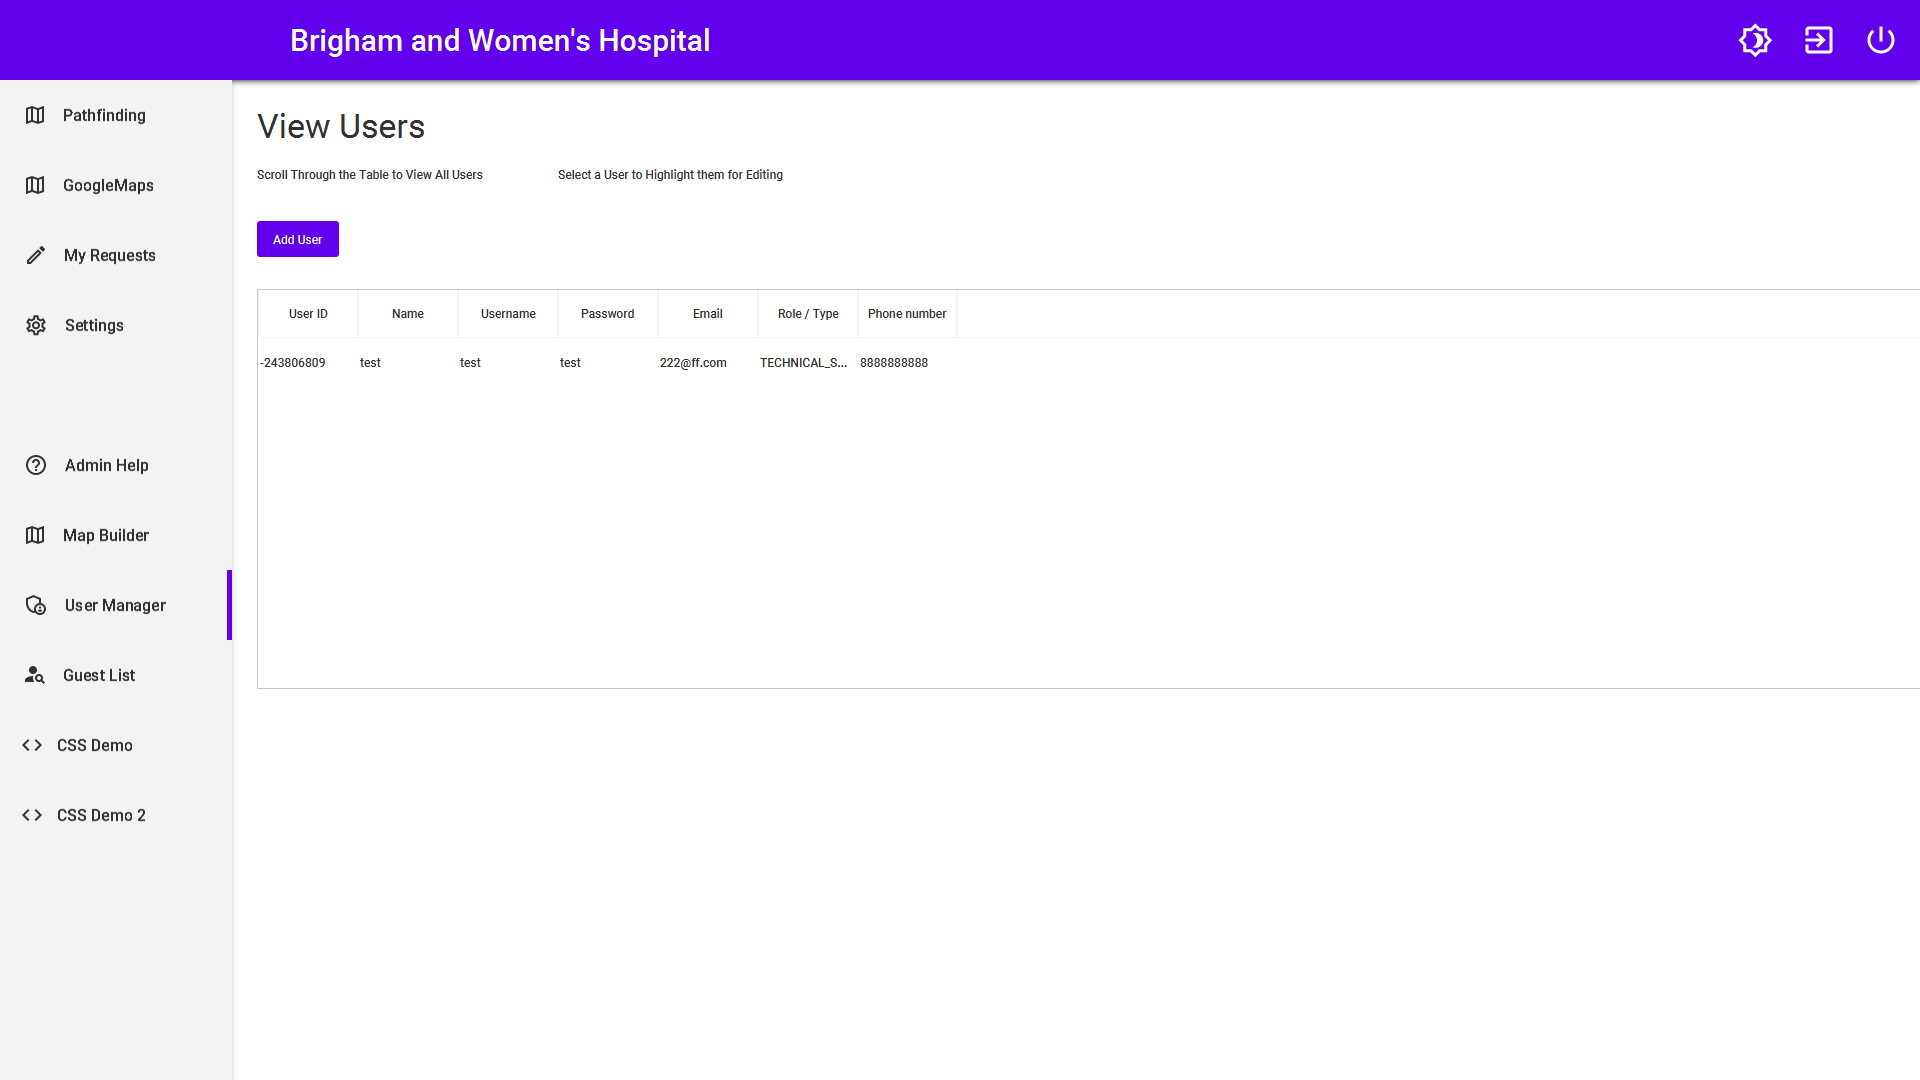 Brigham and Women's Hospital
Pathfinding
GoogleMaps
My Requests
Settings
Admin Help
Map Builder
User Manager
Guest List
CSS Demo
CSS Demo 2
View Users
Scroll Through the Table to View All Users Select a User to Highlight them for Editing
Add User
User ID Name Username Password Email Role / Type Phone number
-243806809 test test test 222@ff.com TECHNICAL_S... 8888888888